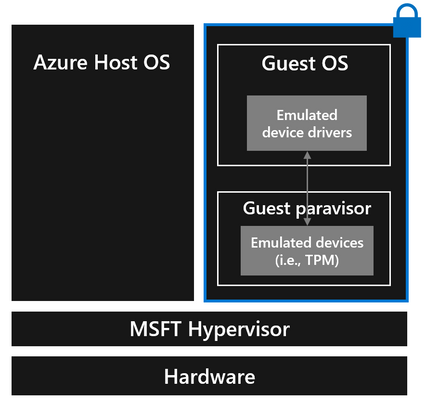 Azure Host OS
Guest OS
Emulated
device drivers
Guest paravisor
Emulated devices
(i.e., TPM)
MSFT Hypervisor
Hardware